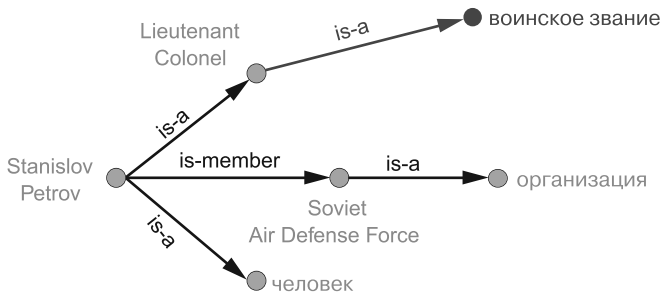 is-a
воинское звание
Lieutenant
Colonel
is-a
Stanislov
Petrov
is-member
is-a
организация
Soviet
Air Defense Force
is-a
человек